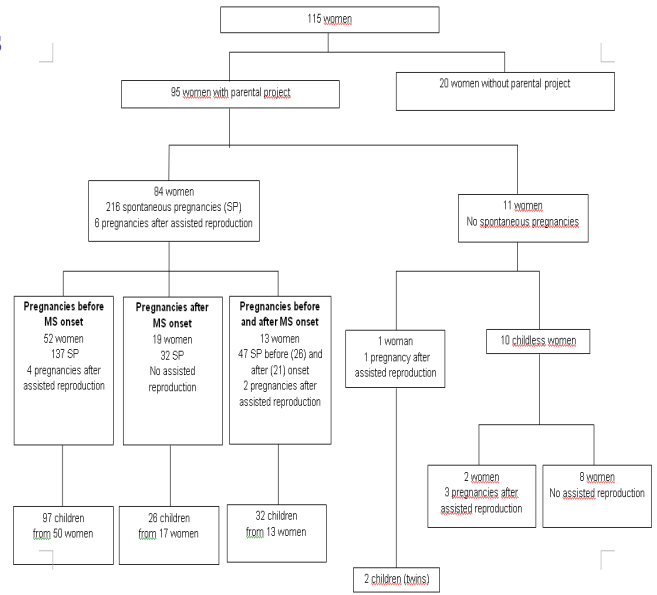 115 women
95 women with parental project
20 women without parental project
84 women
216 spontaneous pregnancies (SP)
6 pregnancies after assisted reproduction
11 women
No spontaneous pregnancies
Pregnancies before
MS onset
52 women
137 SP
4 pregnancies after
assisted reproduction
Pregnancies after
MS onset
19 women
32 SP
No assisted
reproduction
Pregnancies before
and after MS onset
13 women
47 SP before (26) and
after (21) onset
2 pregnancies after
assisted reproduction
1 woman
1 pregnancy after
assisted reproduction
10 childless women
2 women
3 pregnancies after
assisted reproduction
8 women
No assisted reproduction
97 children
from 50 women
26 children
from 17 women
32 children
from 13 women
2 children (twins)